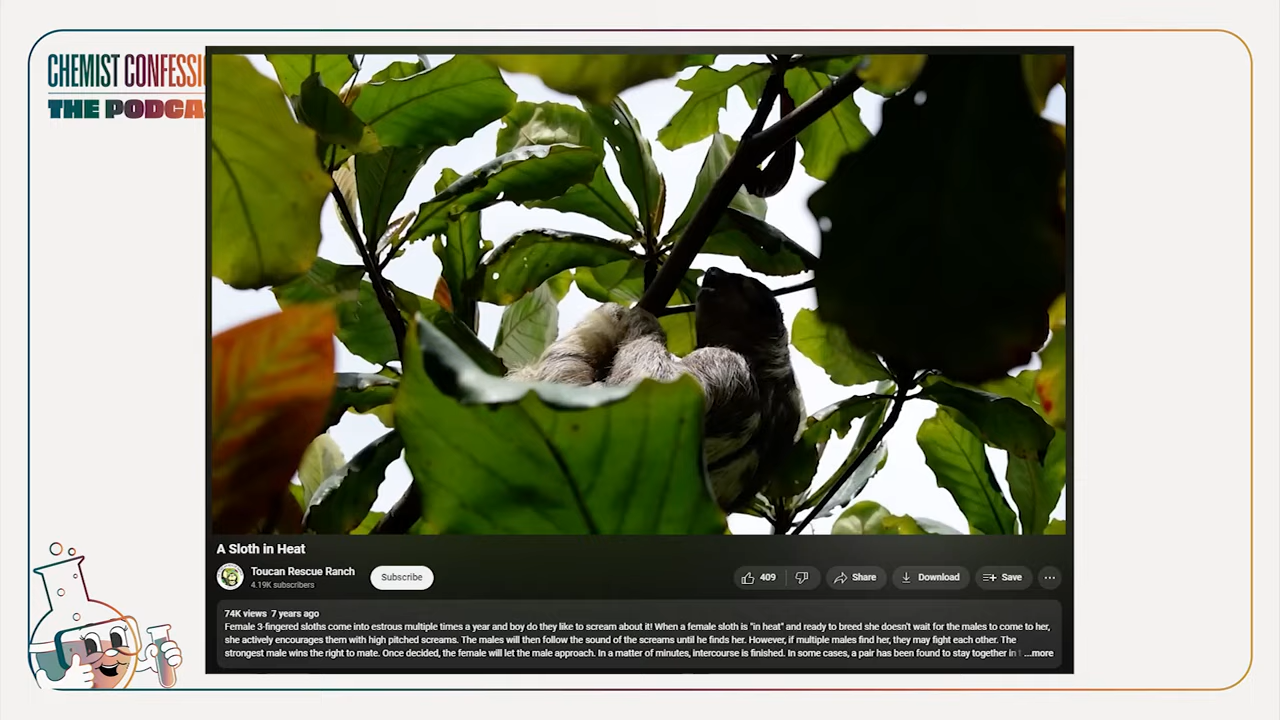 CHEMIST CONFESSI
THE PODCA
A Sloth in Heat
Toucan Rescue Ranch
4.19K subscribers
Subscribe
409
Share
Download
Save
74K views 7 years ago
Female 3-fingered sloths come into estrous multiple times a year and boy do they like to scream about it! When a female sloth is "in heat" and ready to breed she doesn't wait for the males to come to her,
she actively encourages them with high pitched screams. The males will then follow the sound of the screams until he finds her. However, if multiple males find her, they may fight each other. The
strongest male wins the right to mate. Once decided, the female will let the male approach. In a matter of minutes, intercourse is finished. In some cases, a pair has been found to stay together in t ...more